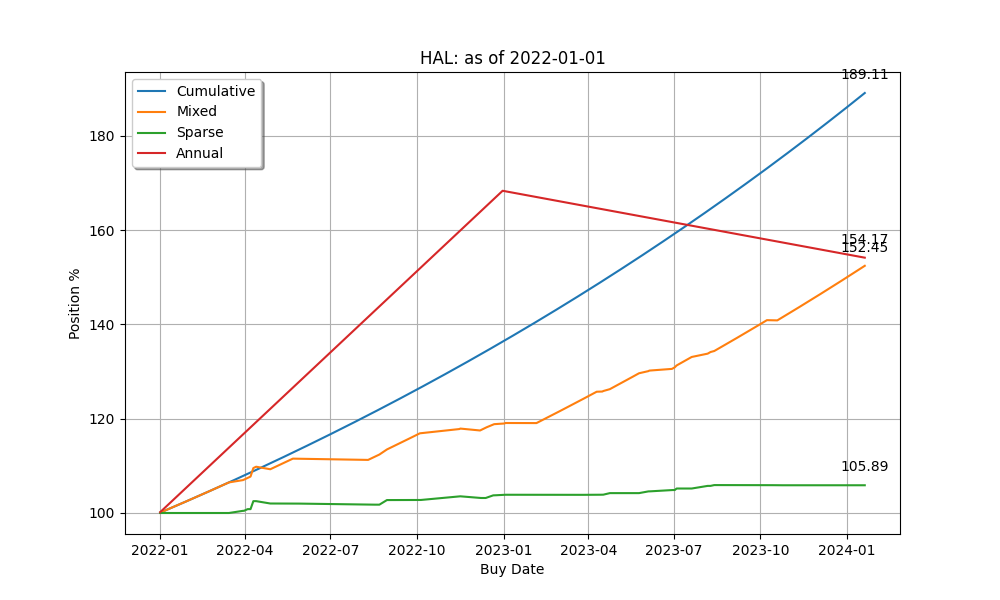 HAL: as of 2022-01-01
189.11
Cumulative
Mixed
Sparse
Annual
180
160
154.17
152.45
140
120
105.89
100
Position %
2022-01
2022-04
2022-07
2022-10
2023-01
2023-04
2023-07
2023-10
2024-01
Buy Date